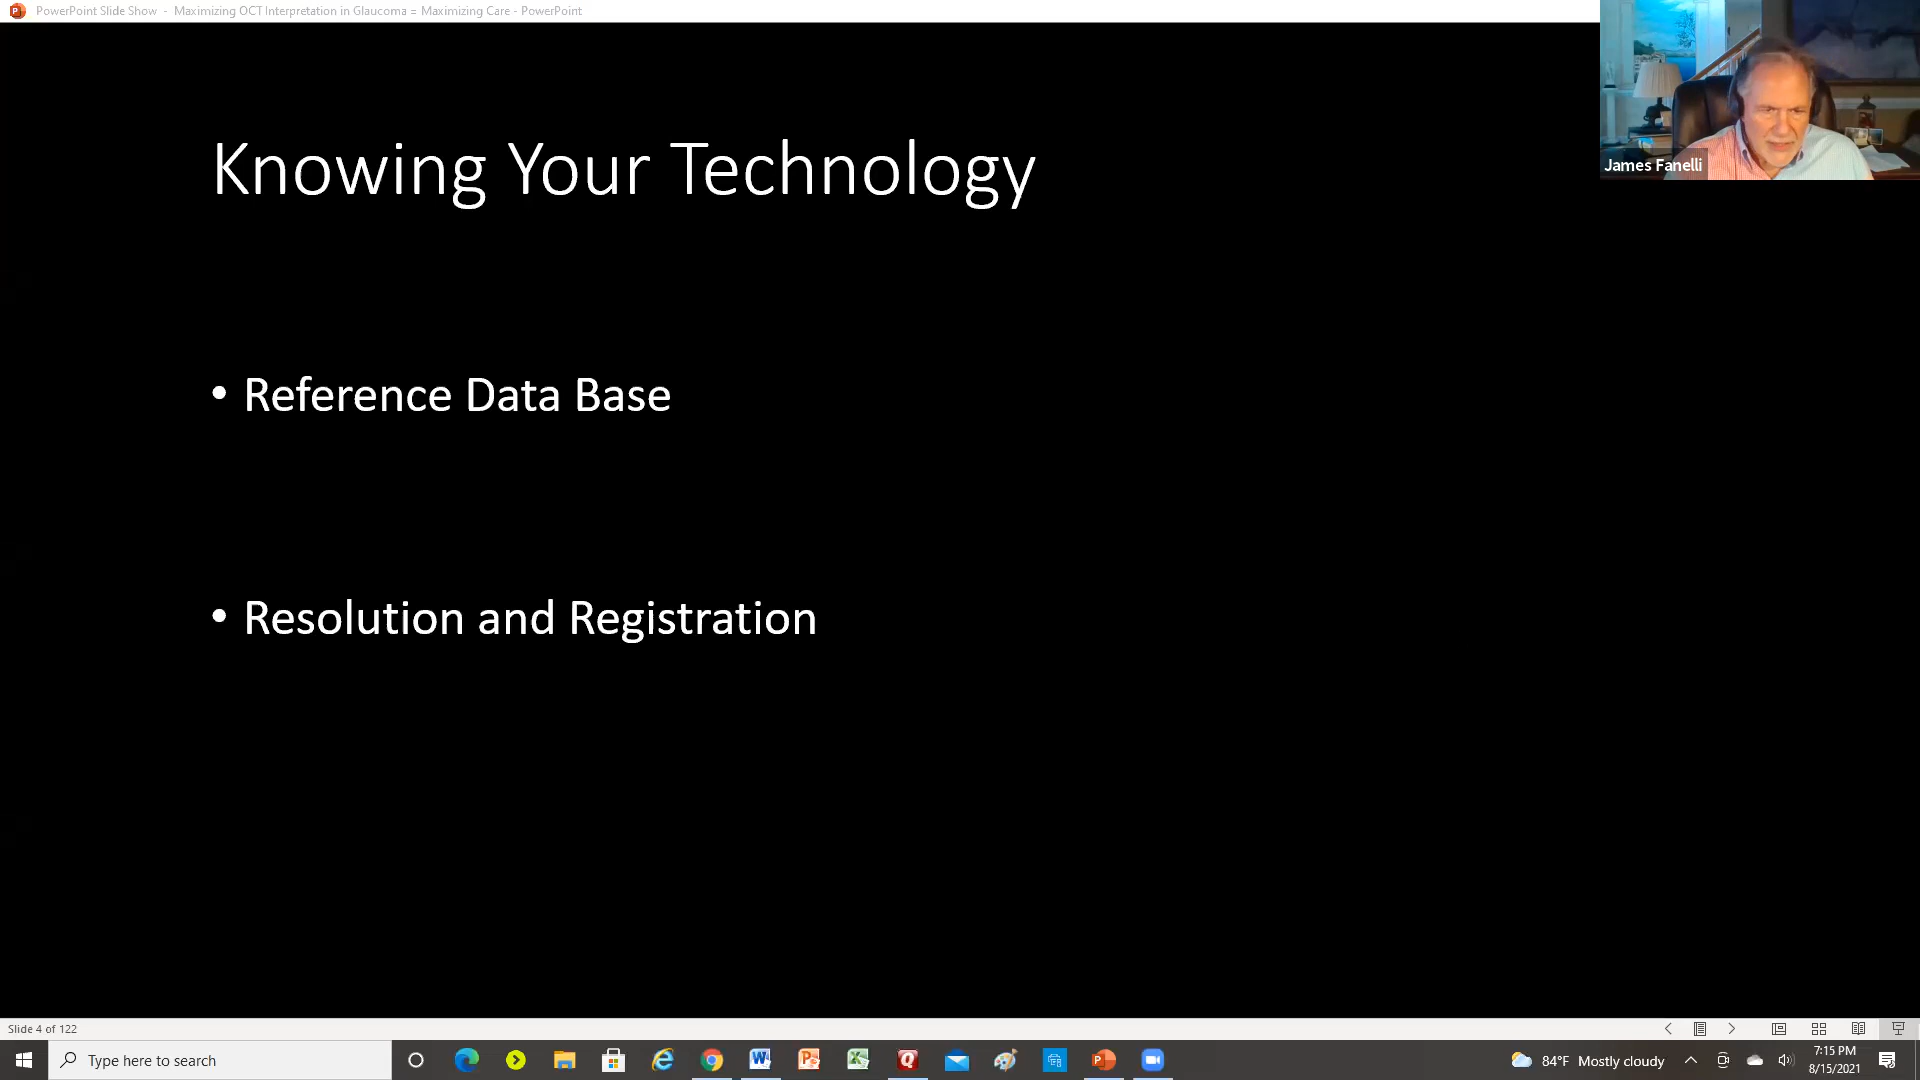 PowerPoint Slide Show - Maximizing OCT Interpretation in Glaucoma = Maximizing Care - PowerPoint
James Fanelli
Knowing Your Technology
• Reference Data Base
• Resolution and Registration
Slide 4 of 122
Type here to search
84°F Mostly cloudy
7:15 PM
8/15/2021